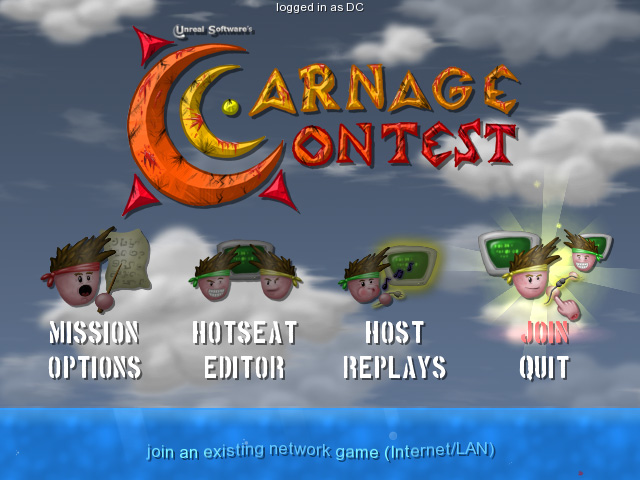 logged in as DC
Unreal Software's
CARNAGE
CONTEST
MISSION HOTSEAT HOST JOIN
OPTIONS EDITOR REPLAYS QUIT
join an existing network game (Internet/LAN)